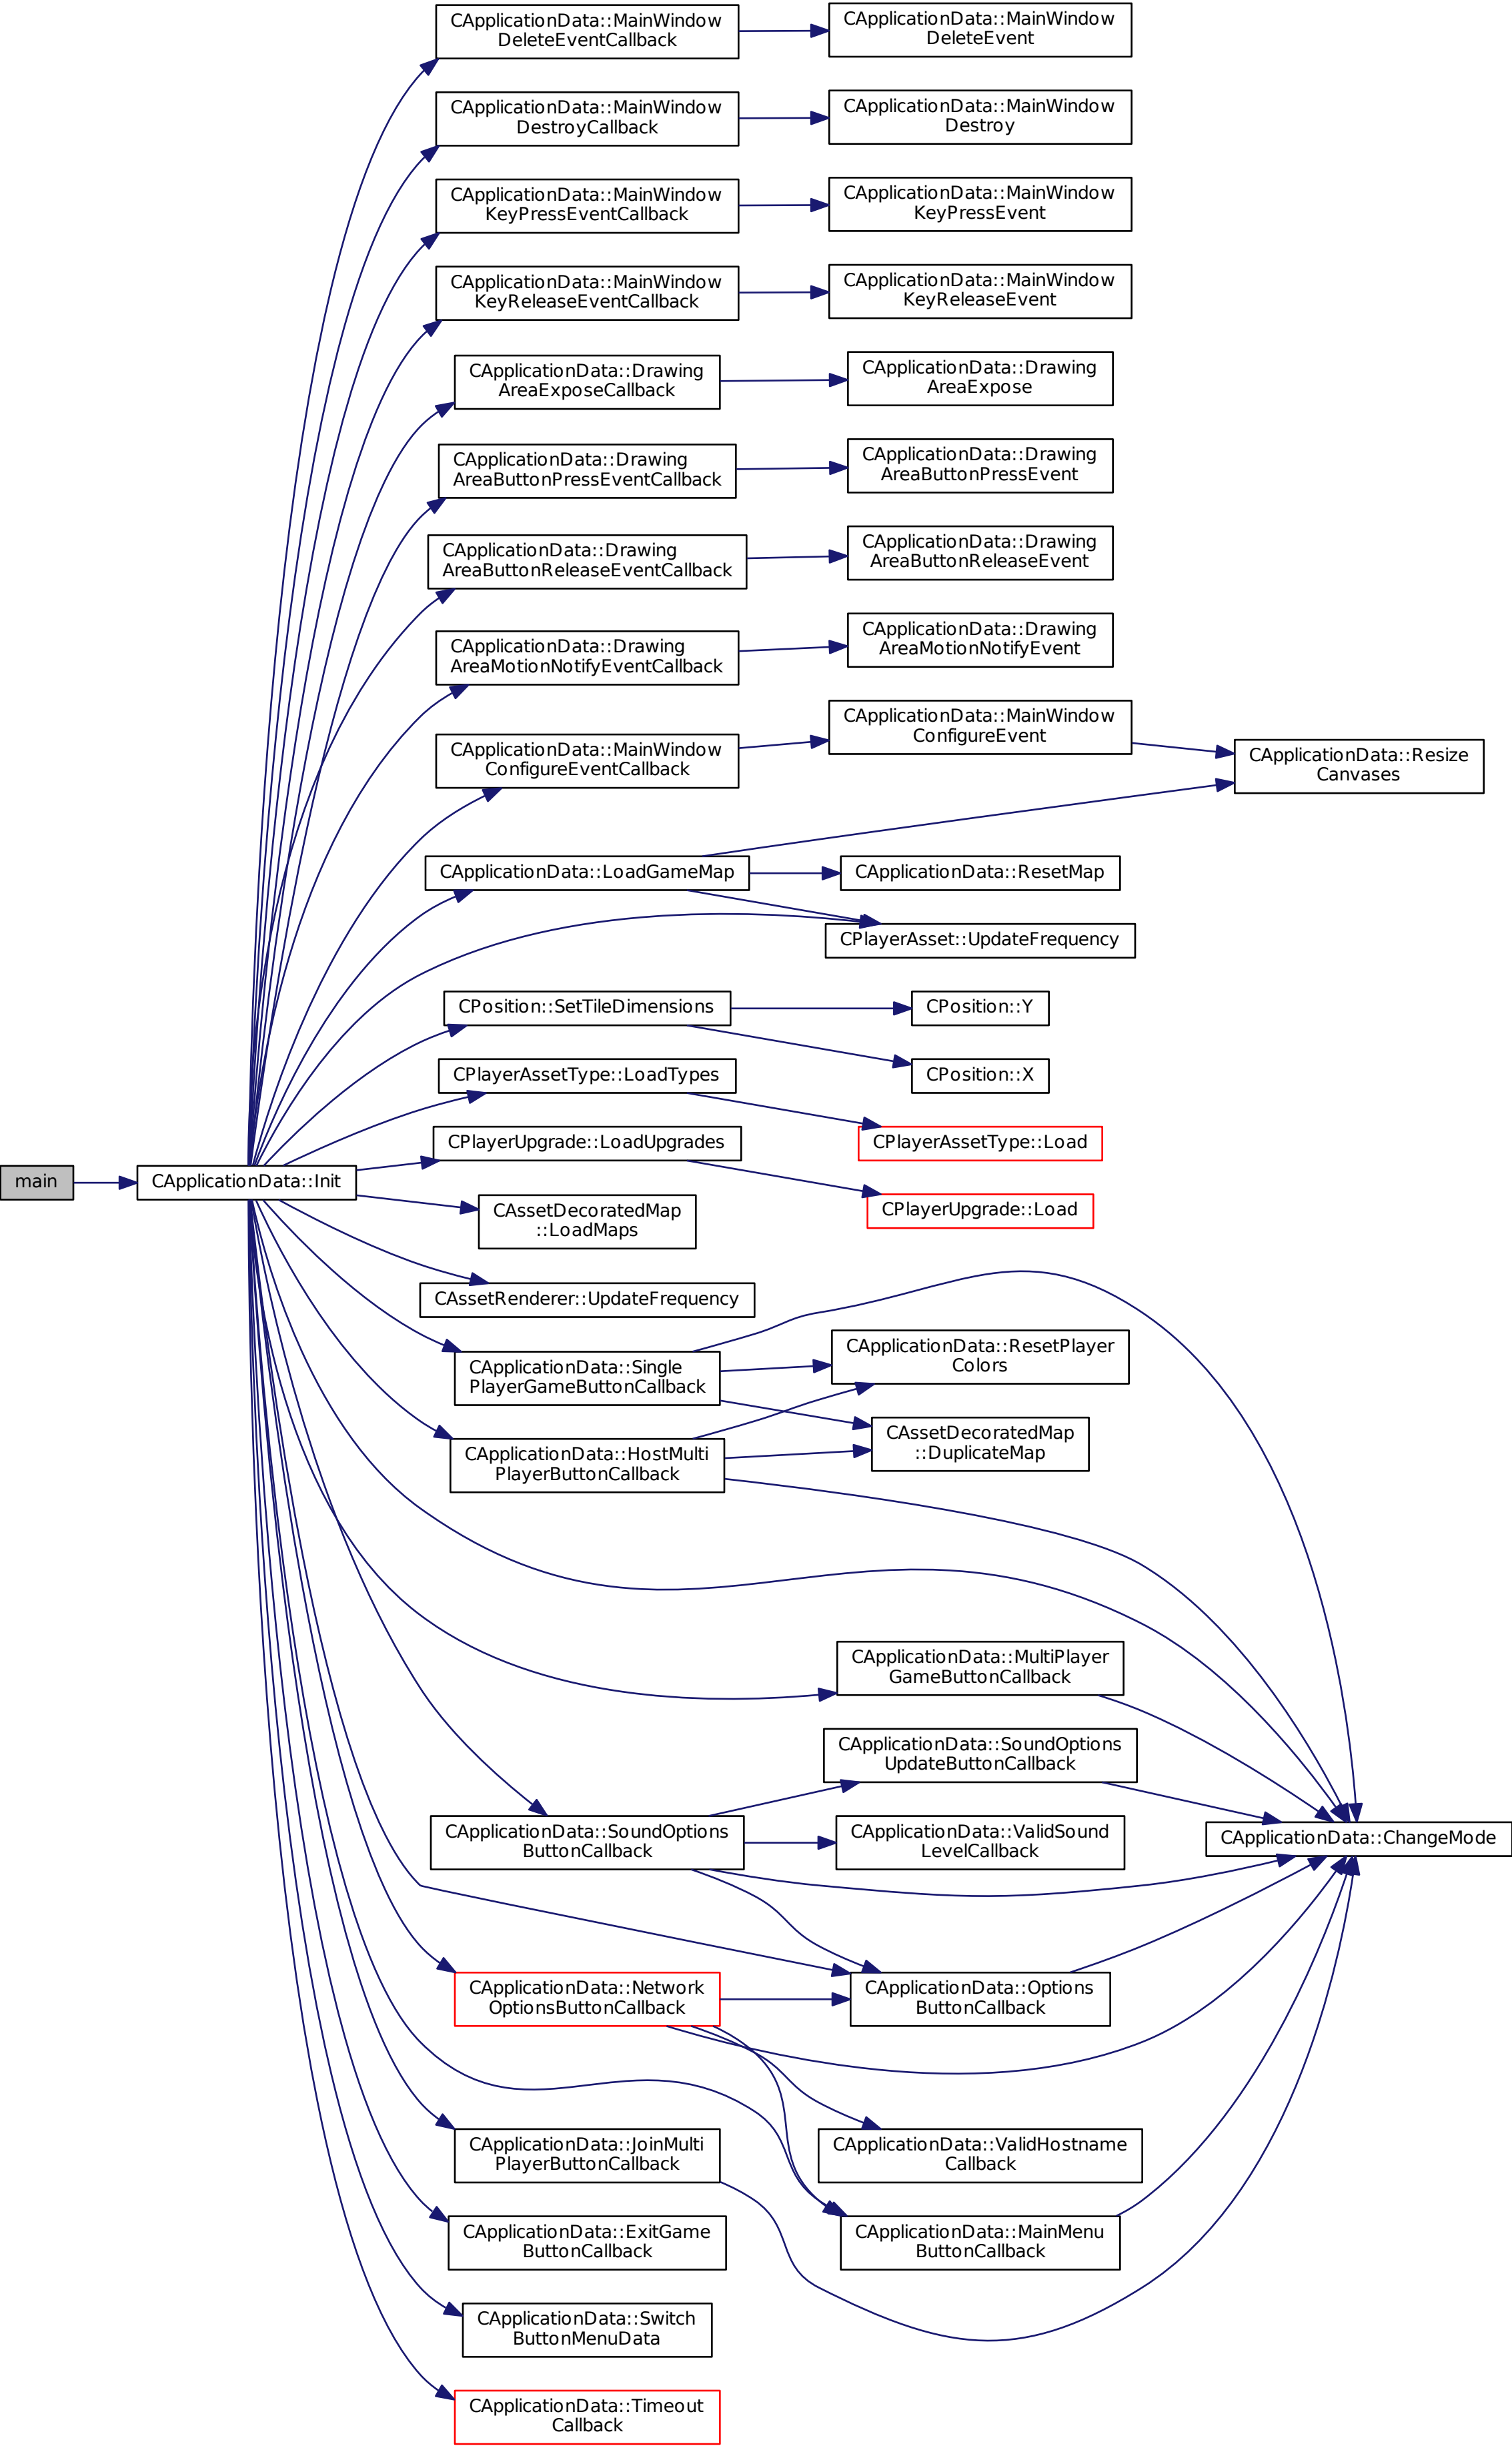 CApplicationData::MainWindow
DeleteEventCallback
CApplicationData::MainWindow
DeleteEvent
CApplicationData::MainWindow
DestroyCallback
CApplicationData::MainWindow
Destroy
CApplicationData::MainWindow
KeyPressEventCallback
CApplicationData::MainWindow
KeyPressEvent
CApplicationData::MainWindow
KeyReleaseEventCallback
CApplicationData::MainWindow
KeyReleaseEvent
CApplicationData::Drawing
AreaExposeCallback
CApplicationData::Drawing
AreaExpose
CApplicationData::Drawing
AreaButtonPressEventCallback
CApplicationData::Drawing
AreaButtonPressEvent
CApplicationData::Drawing
AreaButtonReleaseEventCallback
CApplicationData::Drawing
AreaButtonReleaseEvent
CApplicationData::Drawing
AreaMotionNotifyEventCallback
CApplicationData::Drawing
AreaMotionNotifyEvent
CApplicationData::MainWindow
ConfigureEventCallback
CApplicationData::MainWindow
ConfigureEvent
CApplicationData::Resize
Canvases
CApplicationData::LoadGameMap
CApplicationData::ResetMap
CPlayerAsset::UpdateFrequency
CPosition::SetTileDimensions
CPosition::Y
CPosition::X
CPlayerAssetType::LoadTypes
CPlayerAssetType::Load
CPlayerUpgrade::LoadUpgrades
CPlayerUpgrade::Load
main
CApplicationData::Init
CAssetDecoratedMap
::LoadMaps
CAssetRenderer::UpdateFrequency
CApplicationData::Single
PlayerGameButtonCallback
CApplicationData::ResetPlayer
Colors
CApplicationData::HostMulti
PlayerButtonCallback
CAssetDecoratedMap
::DuplicateMap
CApplicationData::MultiPlayer
GameButtonCallback
CApplicationData::SoundOptions
UpdateButtonCallback
CApplicationData::SoundOptions
ButtonCallback
CApplicationData::ValidSound
LevelCallback
CApplicationData::ChangeMode
CApplicationData::Network
OptionsButtonCallback
CApplicationData::Options
ButtonCallback
CApplicationData::JoinMulti
PlayerButtonCallback
CApplicationData::ValidHostname
Callback
CApplicationData::ExitGame
ButtonCallback
CApplicationData::MainMenu
ButtonCallback
CApplicationData::Switch
ButtonMenuData
CApplicationData::Timeout
Callback